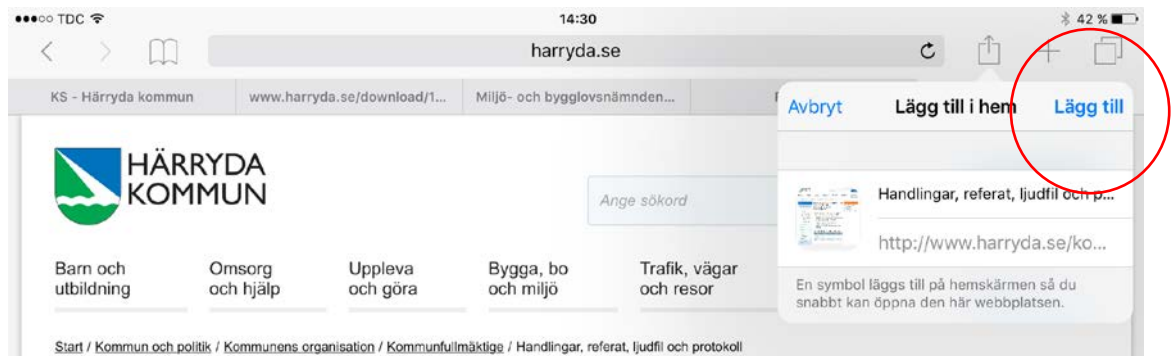 TDC 14:30 42 %
harryda.se
KS - Härryda kommun www.harryda.se/download/1... Miljö- och bygglovsnämnden...
Avbryt Lägg till i hem Lägg till
HÄRRYDA
KOMMUN
Ange sökord
Handlingar, referat, ljudfil och p...
http://www.harryda.se/ko...
En symbol läggs till på hemskärmen så du
snabbt kan öppna den här webbplatsen.
Barn och
utbildning
Omsorg
och hjälp
Uppleva
och göra
Bygga, bo
och miljö
Trafik, vägar
och resor
Start / Kommun och politik / Kommunens organisation / Kommunfullmäktige / Handlingar, referat, ljudfil och protokoll